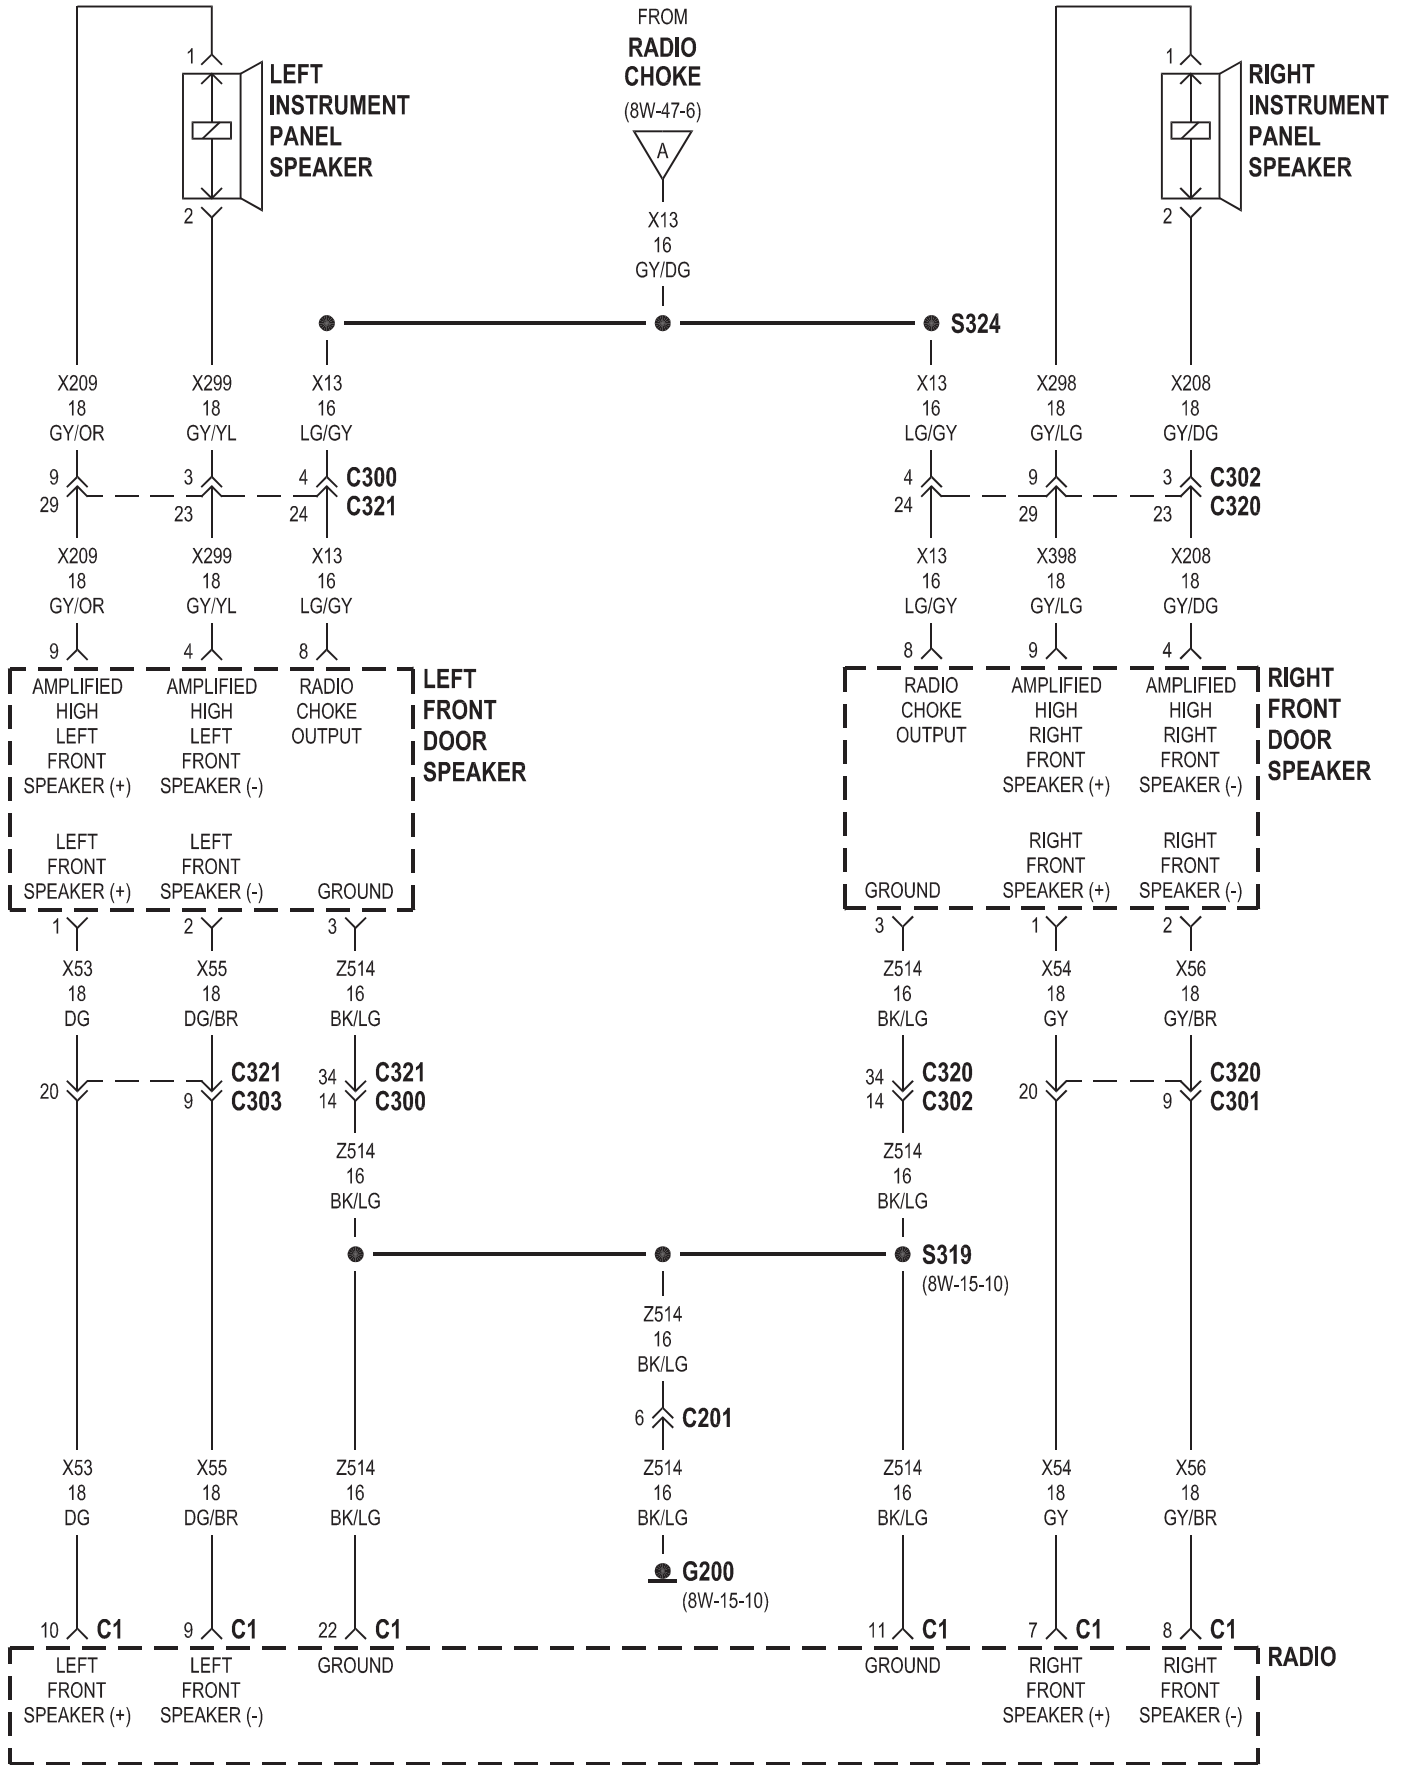 FROM
RADIO
CHOKE
(8W-47-6)
A
X13
16
GY/DG
1
LEFT
INSTRUMENT
PANEL
SPEAKER
2
1
RIGHT
INSTRUMENT
PANEL
SPEAKER
2
S324
X209 X299 X13 X13 X298 X208
18 18 16 16 18 18
GY/OR GY/YL LG/GY LG/GY GY/LG GY/DG
9 3 4 C300 4 9 3 C302
29 23 24 C321 24 29 23 C320
X209 X299 X13 X13 X398 X208
18 18 16 16 18 18
GY/OR GY/YL LG/GY LG/GY GY/LG GY/DG
9 4 8 8 9 4
LEFT
FRONT
DOOR
SPEAKER
AMPLIFIED
HIGH
LEFT
FRONT
SPEAKER (+)
AMPLIFIED
HIGH
LEFT
FRONT
SPEAKER (-)
RADIO
CHOKE
OUTPUT
LEFT
FRONT
SPEAKER (+)
LEFT
FRONT
SPEAKER (-)
GROUND
RIGHT
FRONT
DOOR
SPEAKER
RADIO
CHOKE
OUTPUT
AMPLIFIED
HIGH
RIGHT
FRONT
SPEAKER (+)
AMPLIFIED
HIGH
RIGHT
FRONT
SPEAKER (-)
GROUND
RIGHT
FRONT
SPEAKER (+)
RIGHT
FRONT
SPEAKER (-)
1 2 3 3 1 2
X53 X55 Z514 Z514 X54 X56
18 18 16 16 18 18
DG DG/BR BK/LG BK/LG GY GY/BR
C321 34 C321 34 C320 C320
20 9 C303 14 C300 14 C302 20 9 C301
Z514 Z514
16 16
BK/LG BK/LG
S319
(8W-15-10)
Z514
16
BK/LG
6 C201
X53 X55 Z514 Z514 Z514 X54 X56
18 18 16 16 16 18 18
DG DG/BR BK/LG BK/LG BK/LG GY GY/BR
G200
(8W-15-10)
10 C1 9 C1 22 C1 11 C1 7 C1 8 C1
RADIO
LEFT
FRONT
SPEAKER (+)
LEFT
FRONT
SPEAKER (-)
GROUND
GROUND
RIGHT
FRONT
SPEAKER (+)
RIGHT
FRONT
SPEAKER (-)